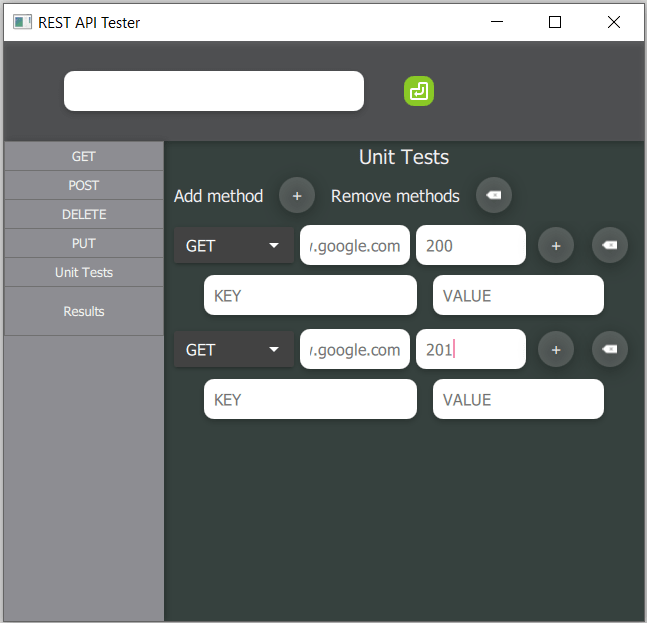 REST API Tester
GET
POST
DELETE
PUT
Unit Tests
Results
Unit Tests
Add method + Remove methods
GET .google.com 200 +
KEY VALUE
GET .google.com 201 +
KEY VALUE